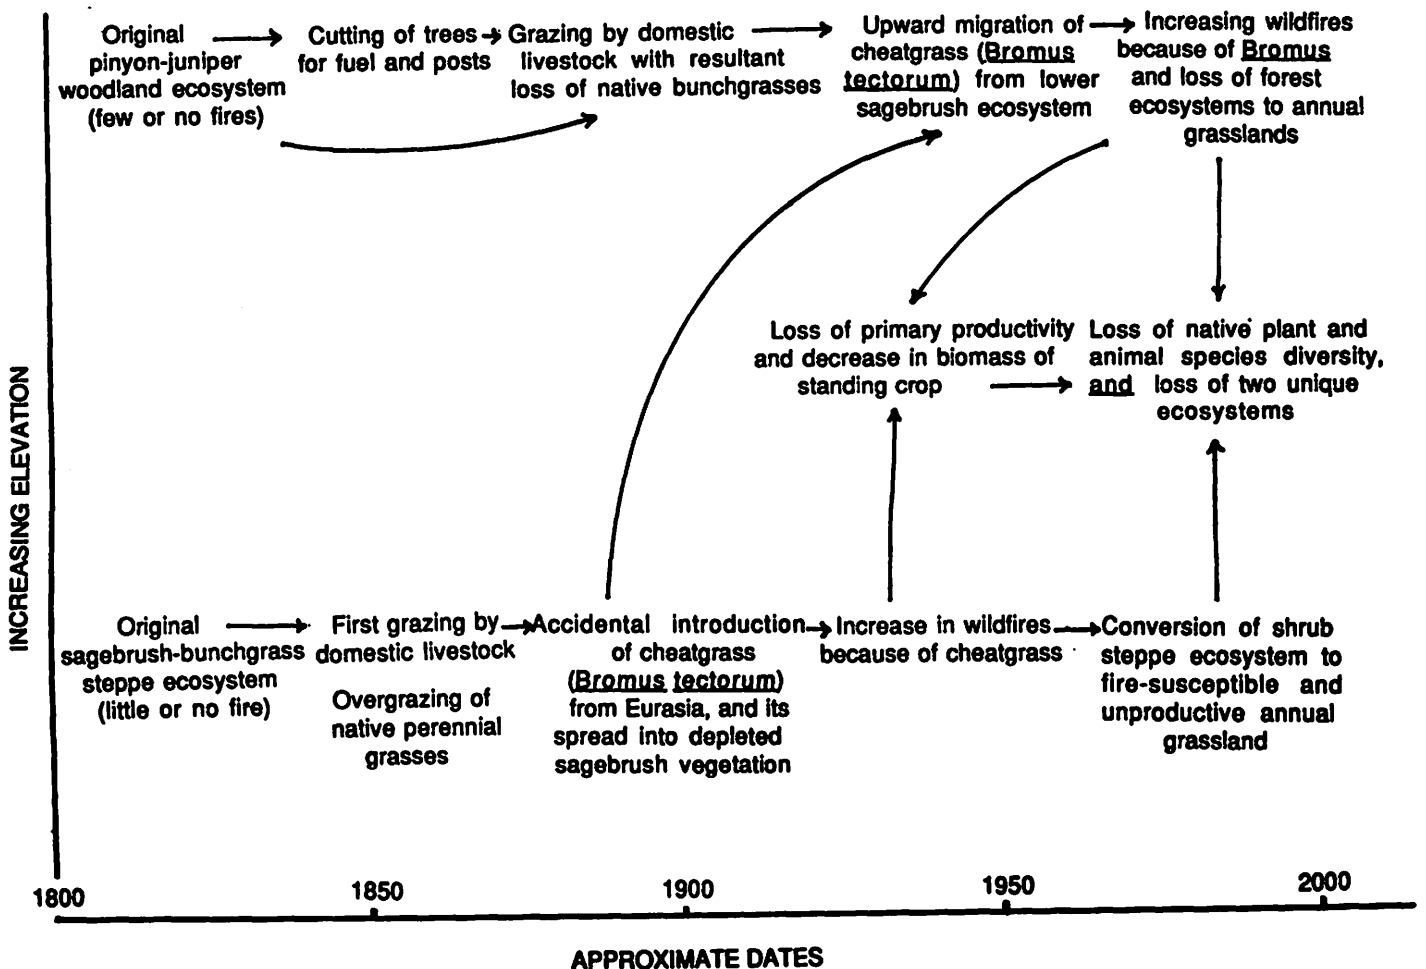 Original
pinyon-juniper
woodland ecosystem
(few or no fires)
Cutting of trees
for fuel and posts
Grazing by domestic
livestock with resultant
loss of native bunchgrasses
Upward migration of
cheatgrass (Bromus
tectorum) from lower
sagebrush ecosystem
Increasing wildfires
because of Bromus
and loss of forest
ecosystems to annual
grasslands
Loss of primary productivity
and decrease in biomass of
standing crop
Loss of native plant and
animal species diversity,
and loss of two unique
ecosystems
INCREASING ELEVATION
Original
sagebrush-bunchgrass
steppe ecosystem
(little or no fire)
First grazing by
domestic livestock
Overgrazing of
native perennial
grasses
Accidental introduction
of cheatgrass
(Bromus tectorum)
from Eurasia, and its
spread into depleted
sagebrush vegetation
Increase in wildfires
because of cheatgrass
Conversion of shrub
steppe ecosystem to
fire-susceptible and
unproductive annual
grassland
1800 1850 1900 1950 2000
APPROXIMATE DATES